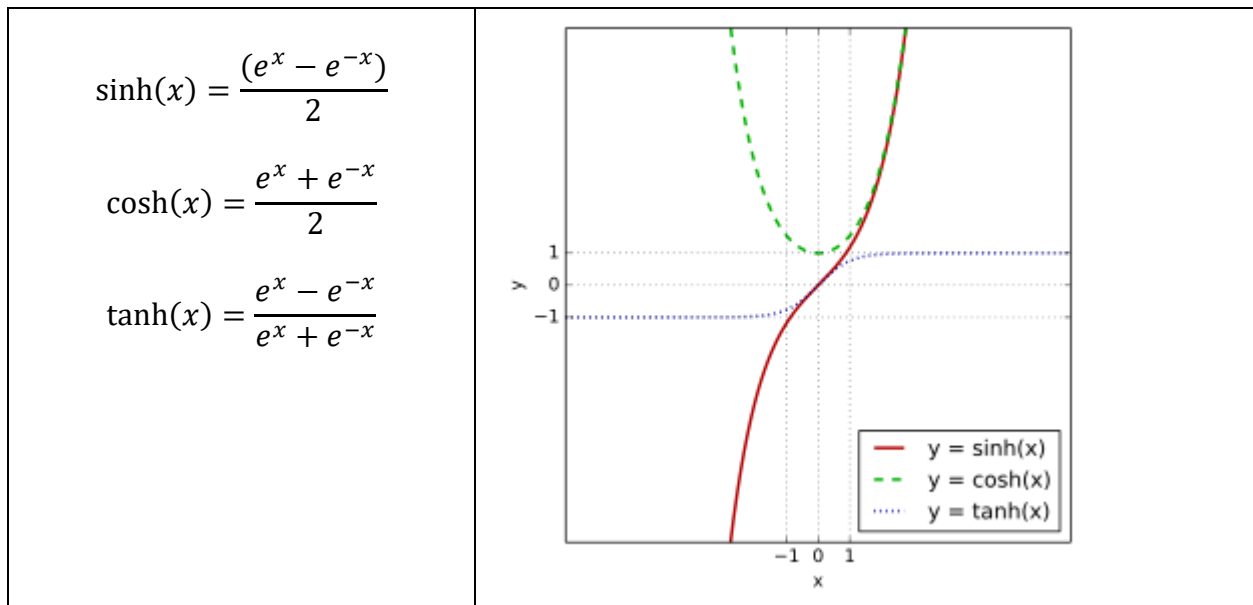 sinh(x) = (e^x − e^{−x}) / 2
cosh(x) = e^x + e^{−x} / 2
tanh(x) = e^x − e^{−x} / e^x + e^{−x}
y
1
0
−1
y = sinh(x)
y = cosh(x)
y = tanh(x)
−1 0 1
x